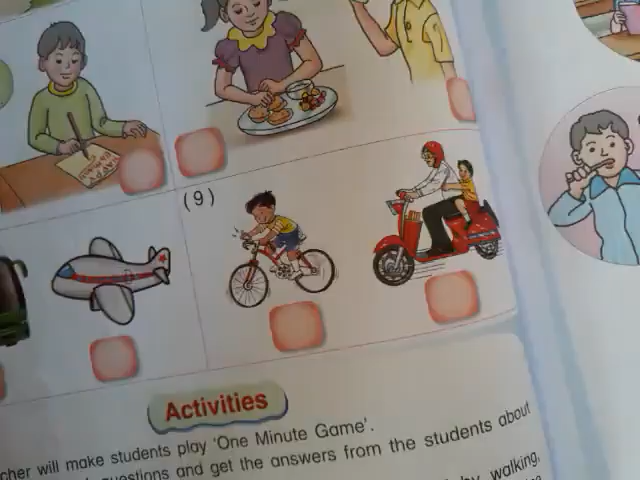 (9)
Activities
cher will make students play 'One Minute Game'.
questions and get the answers from the students about
by walking,